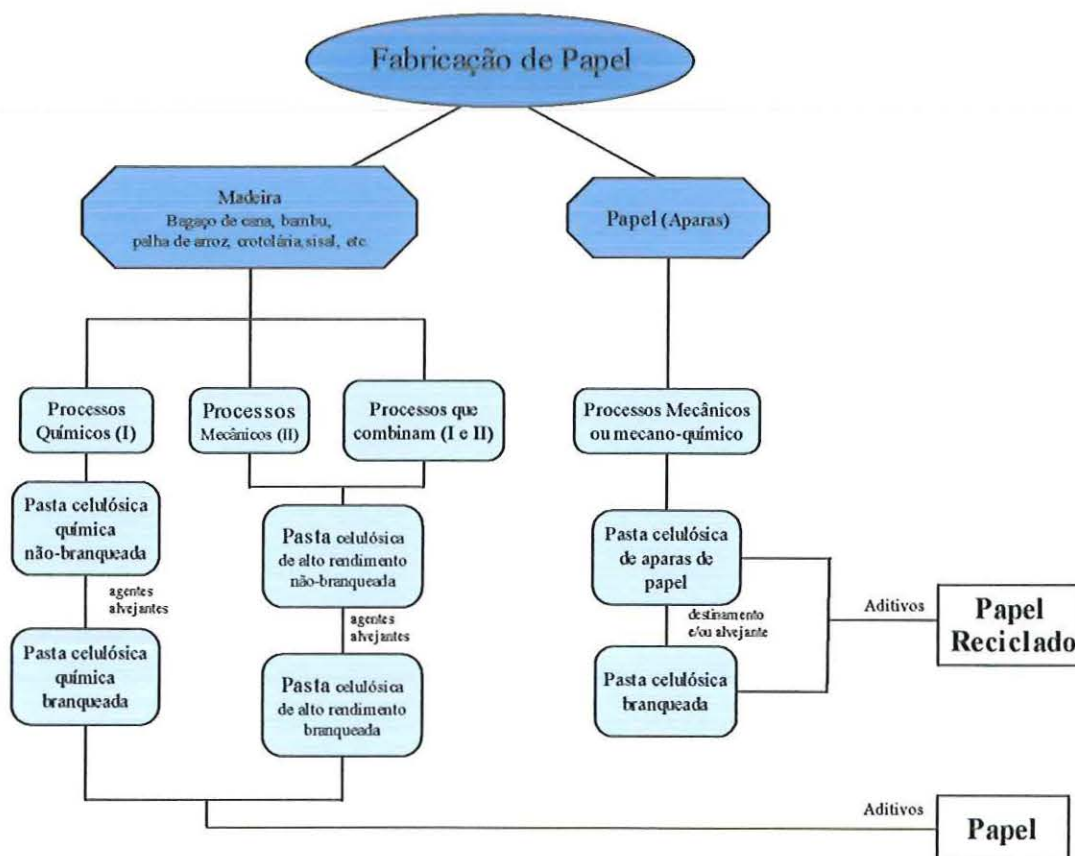 Fabricação de Papel
Madeira
Bagaço de cana, bambu,
palha de arroz, crotolária, sisal, etc
Papel (Aparas)
Processos
Químicos (I)
Processos
Mecânicos (II)
Processos que
combinam (I e II)
Processos Mecânicos
ou mecano-químico
Pasta celulósica
química
não-branqueada
Pasta celulósica
de alto rendimento
não-branqueada
Pasta celulósica
de aparas de
papel
agentes
alvejantes
agentes
alvejantes
destinamento
e/ou alvejante
Aditivos
Papel
Reciclado
Pasta celulósica
química
branqueada
Pasta celulósica
de alto rendimento
branqueada
Pasta celulósica
branqueada
Aditivos
Papel